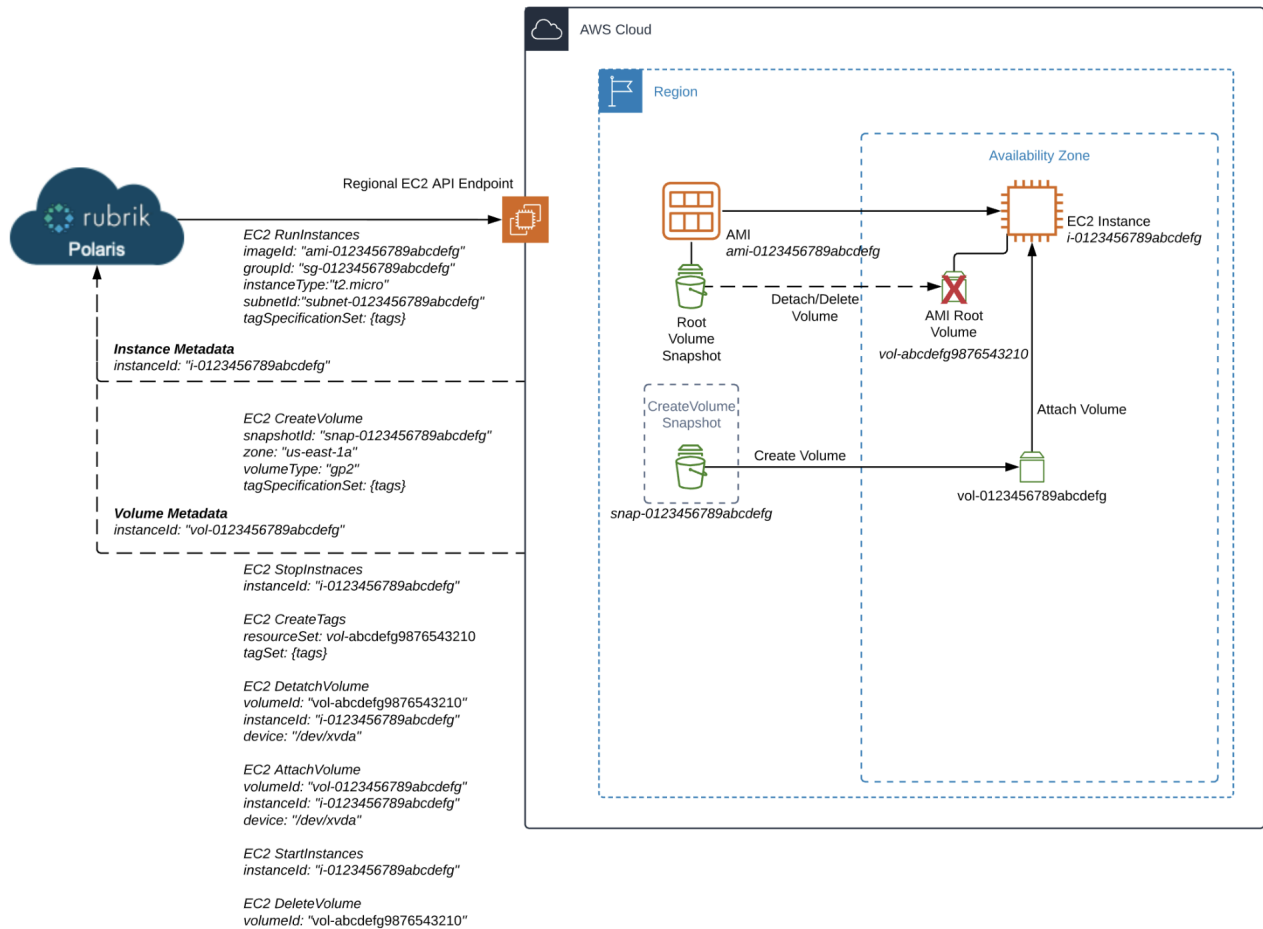 AWS Cloud
Region
Availability Zone
rubrik
Polaris
Regional EC2 API Endpoint
EC2 RunInstances
imageId: "ami-0123456789abcdefg"
groupId: "sg-0123456789abcdefg"
instanceType:"t2.micro"
subnetId:"subnet-0123456789abcdefg"
tagSpecificationSet: {tags}
Instance Metadata
instanceId: "i-0123456789abcdefg"
EC2 CreateVolume
snapshotId: "snap-0123456789abcdefg"
zone: "us-east-1a"
volumeType: "gp2"
tagSpecificationSet: {tags}
Volume Metadata
instanceId: "vol-0123456789abcdefg"
EC2 StopInstnaces
instanceId: "i-0123456789abcdefg"
EC2 CreateTags
resourceSet: vol-abcdefg9876543210
tagSet: {tags}
EC2 DetatchVolume
volumeId: "vol-abcdefg9876543210"
instanceId: "i-0123456789abcdefg"
device: "/dev/xvda"
EC2 AttachVolume
volumeId: "vol-0123456789abcdefg"
instanceId: "i-0123456789abcdefg"
device: "/dev/xvda"
EC2 StartInstances
instanceId: "i-0123456789abcdefg"
EC2 DeleteVolume
volumeId: "vol-abcdefg9876543210"
AMI
ami-0123456789abcdefg
EC2 Instance
i-0123456789abcdefg
Root
Volume
Snapshot
Detach/Delete
Volume
AMI Root
Volume
vol-abcdefg9876543210
CreateVolume
Snapshot
snap-0123456789abcdefg
Create Volume
Attach Volume
vol-0123456789abcdefg